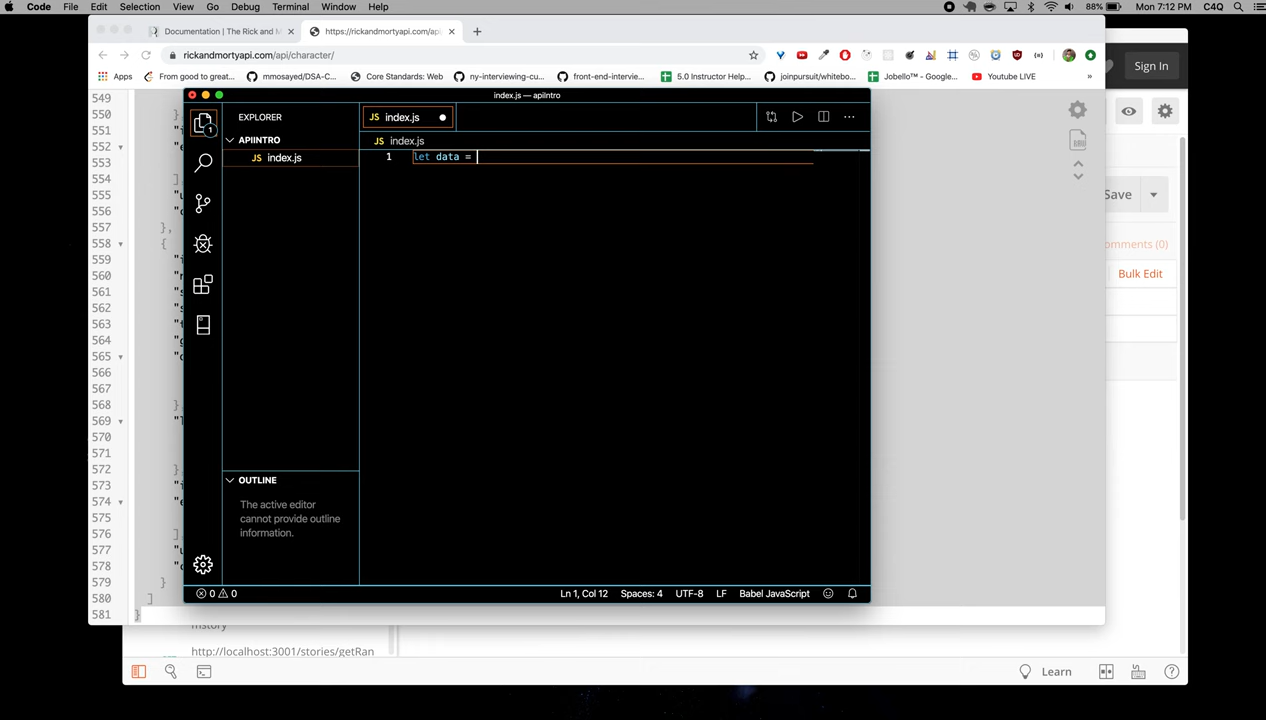 Code File Edit Selection View Go Debug Terminal Window Help
88% Mon 7:12 PM C4Q
Documentation | The Rick and M
https://rickandmortyapi.com/ap
rickandmortyapi.com/api/character/
Apps From good to great... mmosayed/DSA-C... Core Standards: Web ny-interviewing-cu... front-end-intervie... 5.0 Instructor Help... joinpursuit/whitebo... Jobello™ – Google... Youtube LIVE »
Sign In
index.js — apiIntro
EXPLORER
APIINTRO
JS index.js
JS index.js
JS index.js
1 let data =
1
OUTLINE
The active editor
cannot provide outline
information.
0 0
Ln 1, Col 12 Spaces: 4 UTF-8 LF Babel JavaScript
549
550 }
551
552
553
554 ],
555
556
557 },
558 {
559
560
561
562
563
564
565
566
567
568 }
569
570
571
572 },
573
574
575
576 ],
577
578
579 }
580 ]
581 }
Save
omments (0)
Bulk Edit
http://localhost:3001/stories/getRan
Learn